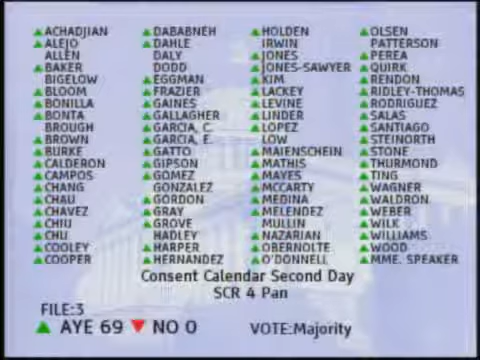 ACHADJIAN
ALEJO
ALLEN
BAKER
BIGELOW
BLOOM
BONILLA
BONTA
BROUGH
BROWN
BURKE
CALDERON
CAMPOS
CHANG
CHAU
CHAVEZ
CHIU
CHU
COOLEY
COOPER
DABABNEH
DAHLE
DALY
DODD
EGGMAN
FRAZIER
GAINES
GALLAGHER
GARCIA, C.
GARCIA, E.
GATTO
GIPSON
GOMEZ
GONZALEZ
GORDON
GRAY
GROVE
HADLEY
HARPER
HERNANDEZ
HOLDEN
IRWIN
JONES
JONES-SAWYER
KIM
LACKEY
LEVINE
LINDER
LOPEZ
LOW
MAIENSCHEIN
MATHIS
MAYES
MCCARTY
MEDINA
MELENDEZ
MULLIN
NAZARIAN
OBERNOLTE
O'DONNELL
OLSEN
PATTERSON
PEREA
QUIRK
RENDON
RIDLEY-THOMAS
RODRIGUEZ
SALAS
SANTIAGO
STEINORTH
STONE
THURMOND
TING
WAGNER
WALDRON
WEBER
WILK
WILLIAMS
WOOD
MME. SPEAKER
Consent Calendar Second Day
SCR 4 Pan
FILE:3
AYE 69 NO 0 VOTE:Majority